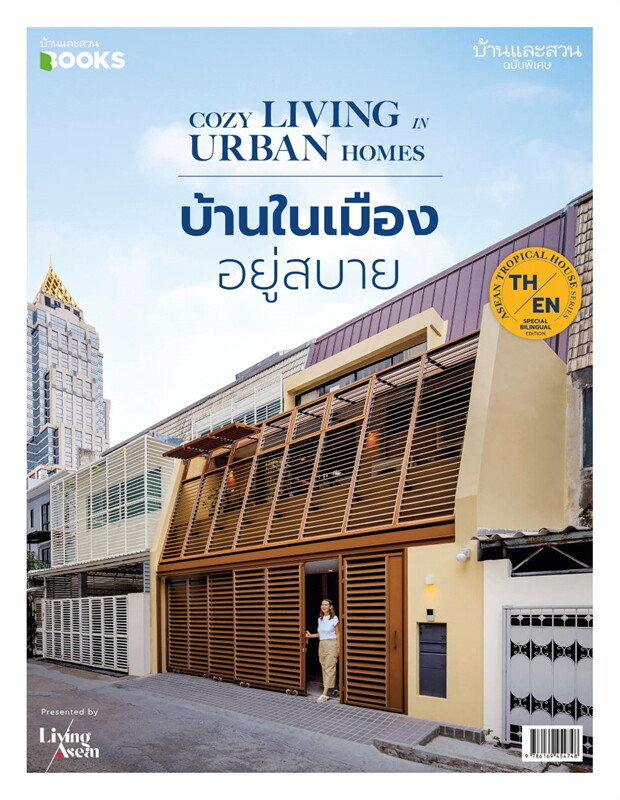 บ้านและสวน
BOOKS
บ้านและสวน
ฉบับพิเศษ
COZY LIVING IN
URBAN HOMES
บ้านในเมือง
อยู่สบาย
ASEAN TROPICAL HOUSE SERIES
TH
EN
SPECIAL
BILINGUAL
EDITION
Presented by
Living
Asean
9 786169 454748